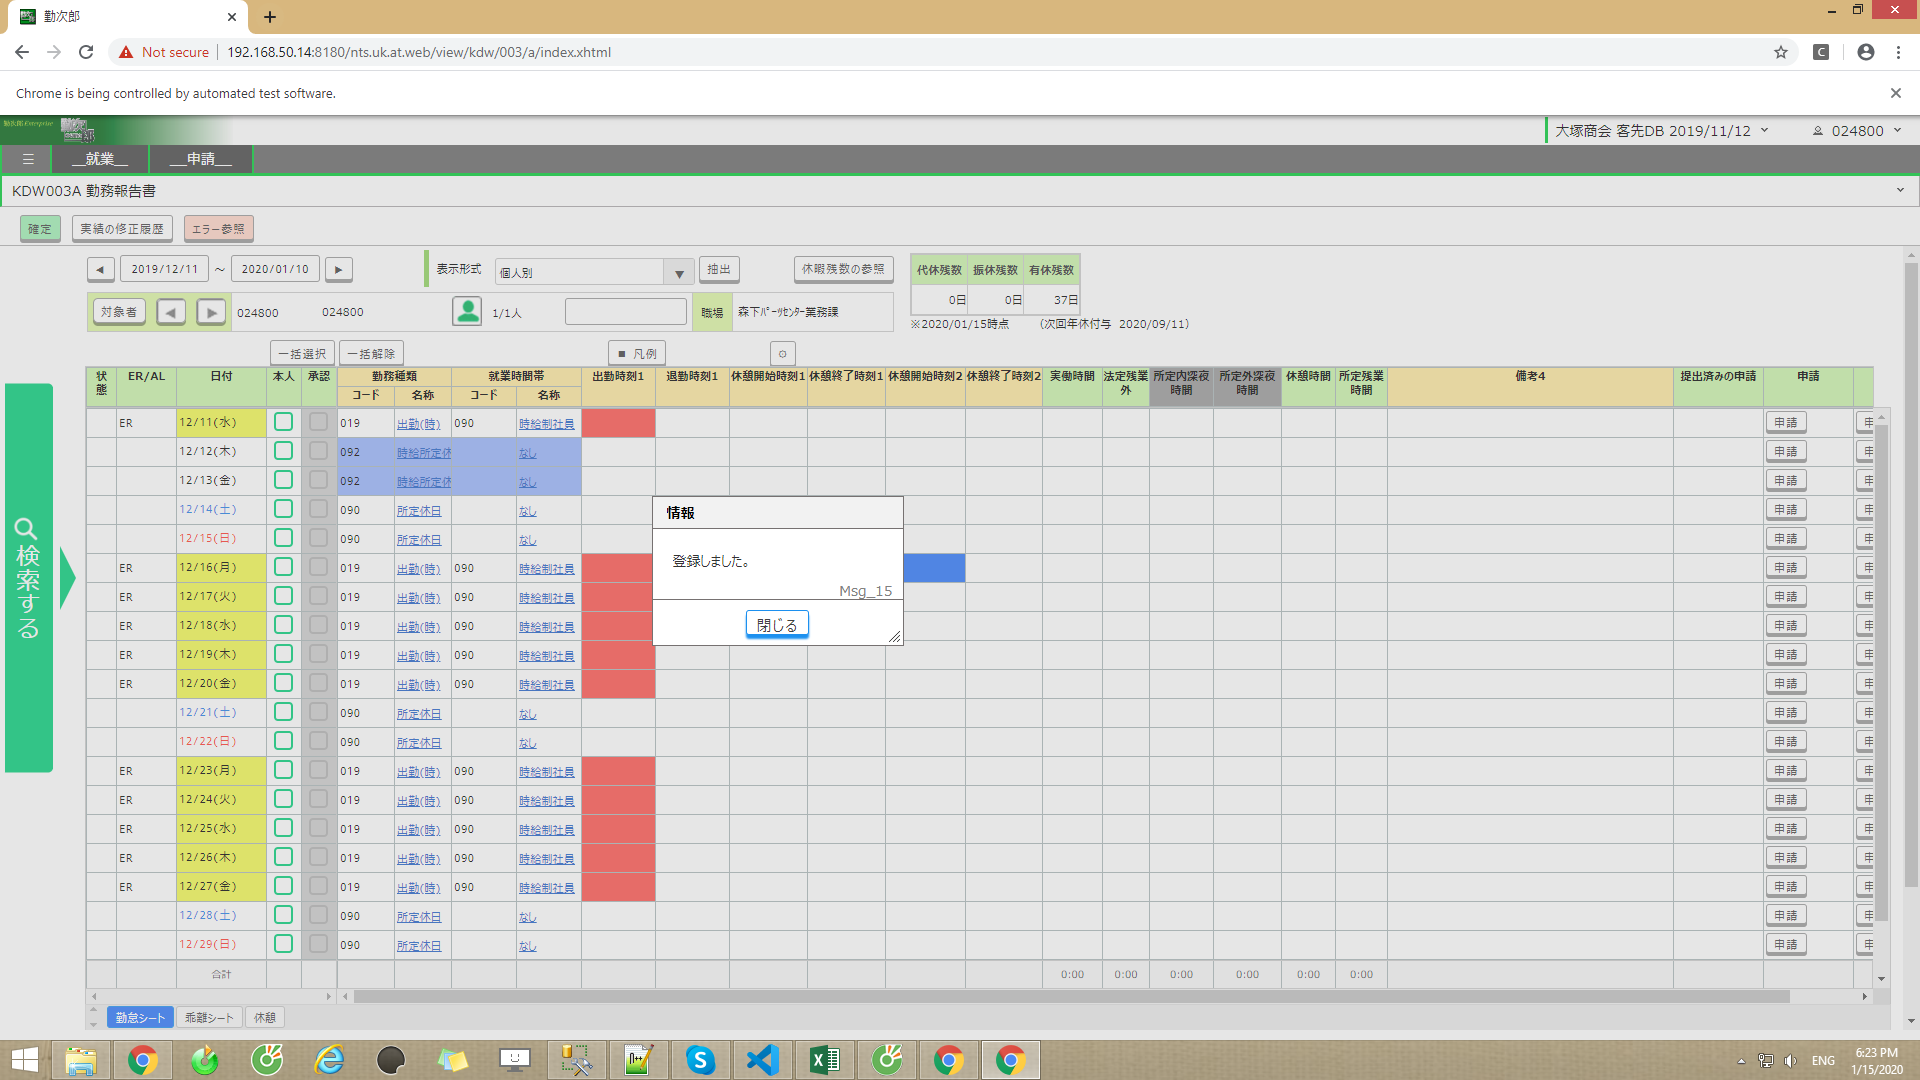 勤次郎
Not secure 192.168.50.14:8180/nts.uk.at.web/view/kdw/003/a/index.xhtml
Chrome is being controlled by automated test software.
勤次郎 Enterprise
大塚商会 客先DB 2019/11/12 024800
__就業__ __申請__
KDW003A 勤務報告書
確定 実績の修正履歴 エラー参照
◀ 2019/12/11 ～ 2020/01/10 ▶ 表示形式 個人別 抽出 休暇残数の参照 代休残数 振休残数 有休残数
0日 0日 37日
対象者 ◀ ▶ 024800 024800 1/1人 職場 森下ﾊﾟｰｯｾﾝﾀｰ業務課
※2020/01/15時点 （次回年休付与 2020/09/11）
一括選択 一括解除 ■ 凡例
状態 ER/AL 日付 本人 承認 勤務種類 就業時間帯 出勤時刻1 退勤時刻1 休憩開始時刻1 休憩終了時刻1 休憩開始時刻2 休憩終了時刻2 実働時間 法定残業外 所定内深夜時間 所定外深夜時間 休憩時間 所定残業時間 備考4 提出済みの申請 申請
コード 名称 コード 名称
ER 12/11(水) 019 出勤(時) 090 時給制社員 申請 申
12/12(木) 092 時給所定休 なし 申請 申
12/13(金) 092 時給所定休 なし 申請 申
12/14(土) 090 所定休日 なし 申請 申
12/15(日) 090 所定休日 なし 申請 申
ER 12/16(月) 019 出勤(時) 090 時給制社員 申請 申
ER 12/17(火) 019 出勤(時) 090 時給制社員 申請 申
ER 12/18(水) 019 出勤(時) 090 時給制社員 申請 申
ER 12/19(木) 019 出勤(時) 090 時給制社員 申請 申
ER 12/20(金) 019 出勤(時) 090 時給制社員 申請 申
12/21(土) 090 所定休日 なし 申請 申
12/22(日) 090 所定休日 なし 申請 申
ER 12/23(月) 019 出勤(時) 090 時給制社員 申請 申
ER 12/24(火) 019 出勤(時) 090 時給制社員 申請 申
ER 12/25(水) 019 出勤(時) 090 時給制社員 申請 申
ER 12/26(木) 019 出勤(時) 090 時給制社員 申請 申
ER 12/27(金) 019 出勤(時) 090 時給制社員 申請 申
12/28(土) 090 所定休日 なし 申請 申
12/29(日) 090 所定休日 なし 申請 申
合計 0:00 0:00 0:00 0:00 0:00 0:00
情報
登録しました。
Msg_15
閉じる
検索する
勤怠シート 乖離シート 休憩
ENG 6:23 PM
1/15/2020